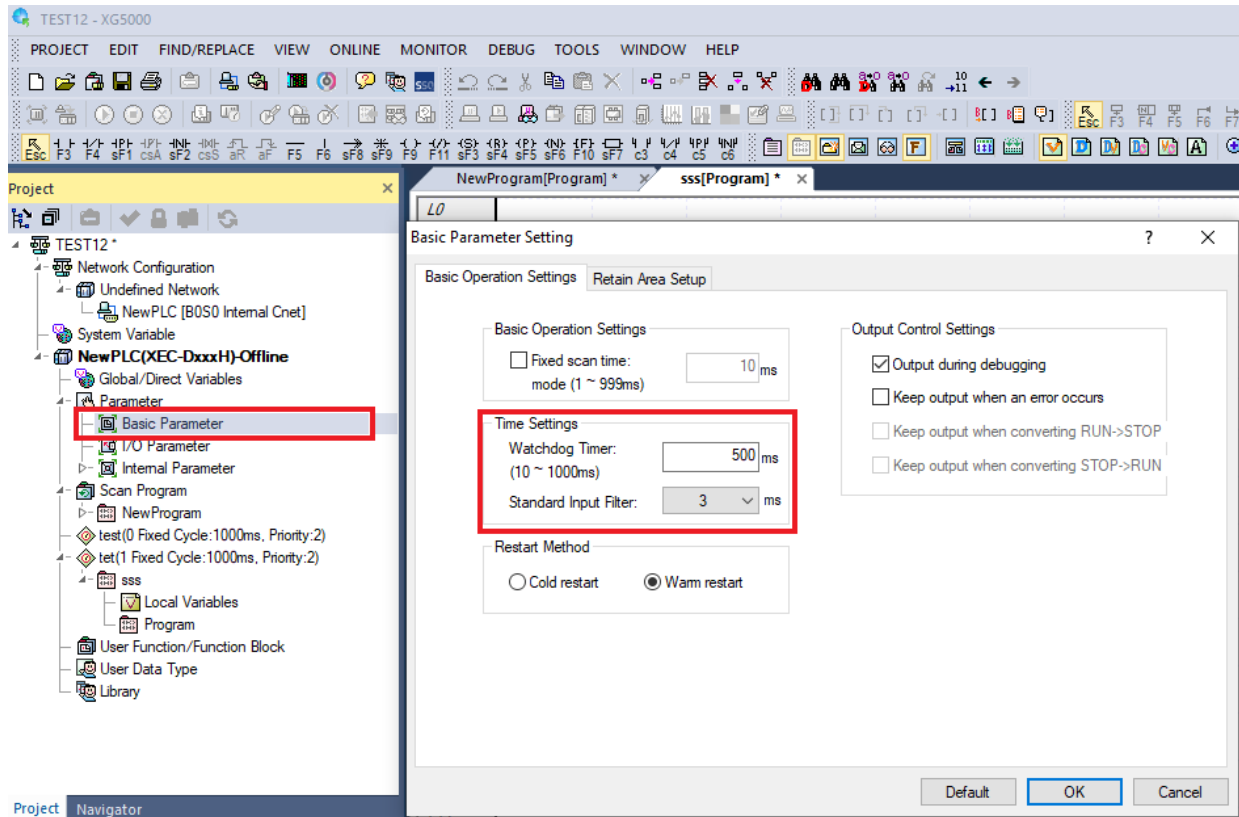 TEST12 - XG5000
PROJECT EDIT FIND/REPLACE VIEW ONLINE MONITOR DEBUG TOOLS WINDOW HELP
Esc F3 F4 F5 F6 F7
Esc F3 F4 sF1 csA sF2 csS aR aF F5 F6 sF8 sF9 F9 F11 sF3 sF4 sF5 sF6 F10 sF7 c3 c4 c5 c6
Project
NewProgram[Program] * sss[Program] *
L0
TEST12 *
Network Configuration
Undefined Network
NewPLC [B0S0 Internal Cnet]
System Variable
NewPLC(XEC-DxxxH)-Offline
Global/Direct Variables
Parameter
Basic Parameter
I/O Parameter
Internal Parameter
Scan Program
NewProgram
test(0 Fixed Cycle:1000ms, Priority:2)
tet(1 Fixed Cycle:1000ms, Priority:2)
sss
Local Variables
Program
User Function/Function Block
User Data Type
Library
Project Navigator
Basic Parameter Setting
Basic Operation Settings Retain Area Setup
Basic Operation Settings
Fixed scan time: 10 ms
mode (1 ~ 999ms)
Time Settings
Watchdog Timer: 500 ms
(10 ~ 1000ms)
Standard Input Filter: 3 ms
Restart Method
Cold restart Warm restart
Output Control Settings
Output during debugging
Keep output when an error occurs
Keep output when converting RUN->STOP
Keep output when converting STOP->RUN
Default OK Cancel